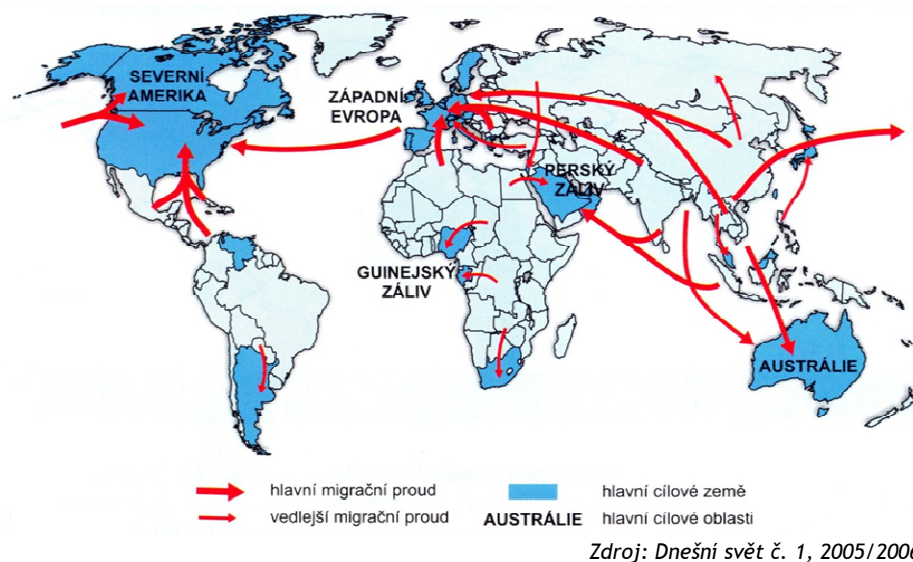 SEVERNÍ
AMERIKA
ZÁPADNÍ
EVROPA
PERSKÝ
ZÁLIV
GUINEJSKÝ
ZÁLIV
AUSTRÁLIE
hlavní migrační proud
hlavní cílové země
vedlejší migrační proud
AUSTRÁLIE hlavní cílové oblasti
Zdroj: Dnešní svět č. 1, 2005/2006